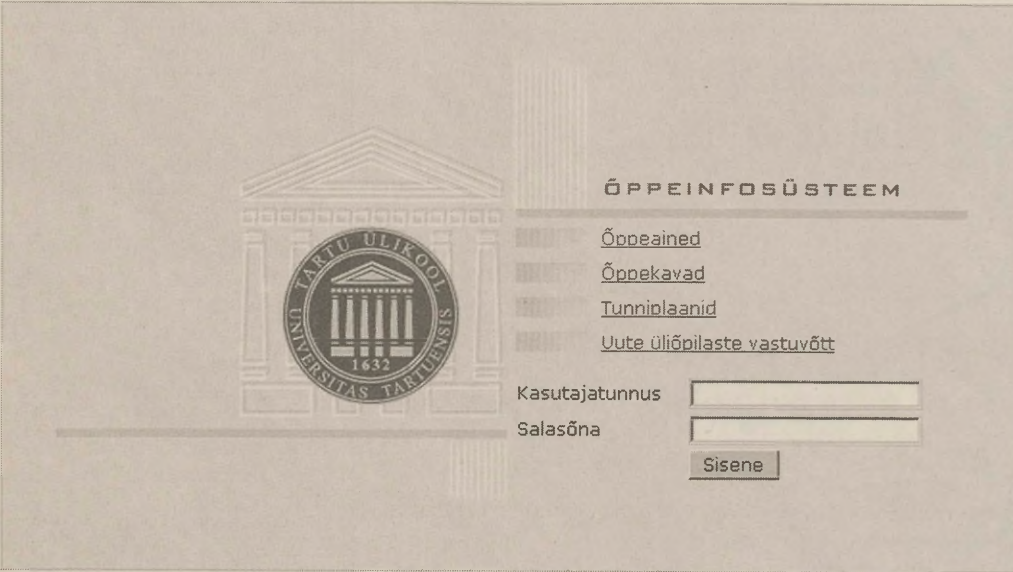 TARTU ÜLIKOOL
UNIVERSITAS TARTUENSIS
1632
ÕPPEINFOSÜSTEEM
Õppeained
Õppekavad
Tunniplaanid
Uute üliõpilaste vastuvõtt
Kasutajatunnus
Salasõna
Sisene